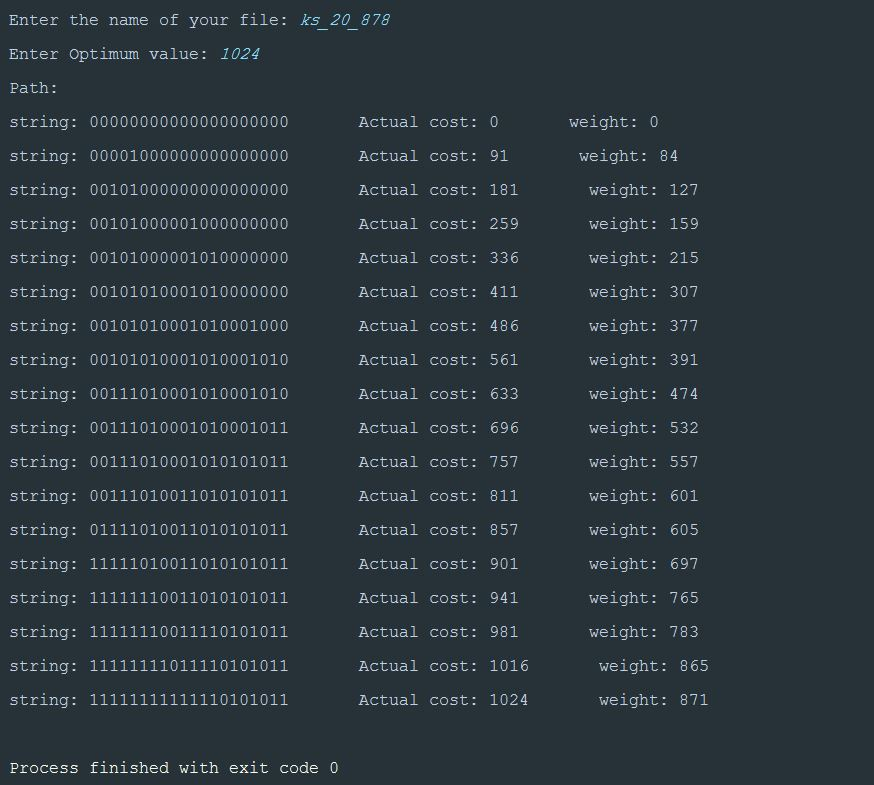 Enter the name of your file: ks_20_878
Enter Optimum value: 1024
Path:
string: 00000000000000000000 Actual cost: 0 weight: 0
string: 00001000000000000000 Actual cost: 91 weight: 84
string: 00101000000000000000 Actual cost: 181 weight: 127
string: 00101000001000000000 Actual cost: 259 weight: 159
string: 00101000001010000000 Actual cost: 336 weight: 215
string: 00101010001010000000 Actual cost: 411 weight: 307
string: 00101010001010001000 Actual cost: 486 weight: 377
string: 00101010001010001010 Actual cost: 561 weight: 391
string: 00111010001010001010 Actual cost: 633 weight: 474
string: 00111010001010001011 Actual cost: 696 weight: 532
string: 00111010001010101011 Actual cost: 757 weight: 557
string: 00111010011010101011 Actual cost: 811 weight: 601
string: 01111010011010101011 Actual cost: 857 weight: 605
string: 11111010011010101011 Actual cost: 901 weight: 697
string: 11111110011010101011 Actual cost: 941 weight: 765
string: 11111110011110101011 Actual cost: 981 weight: 783
string: 11111111011110101011 Actual cost: 1016 weight: 865
string: 11111111111110101011 Actual cost: 1024 weight: 871
Process finished with exit code 0